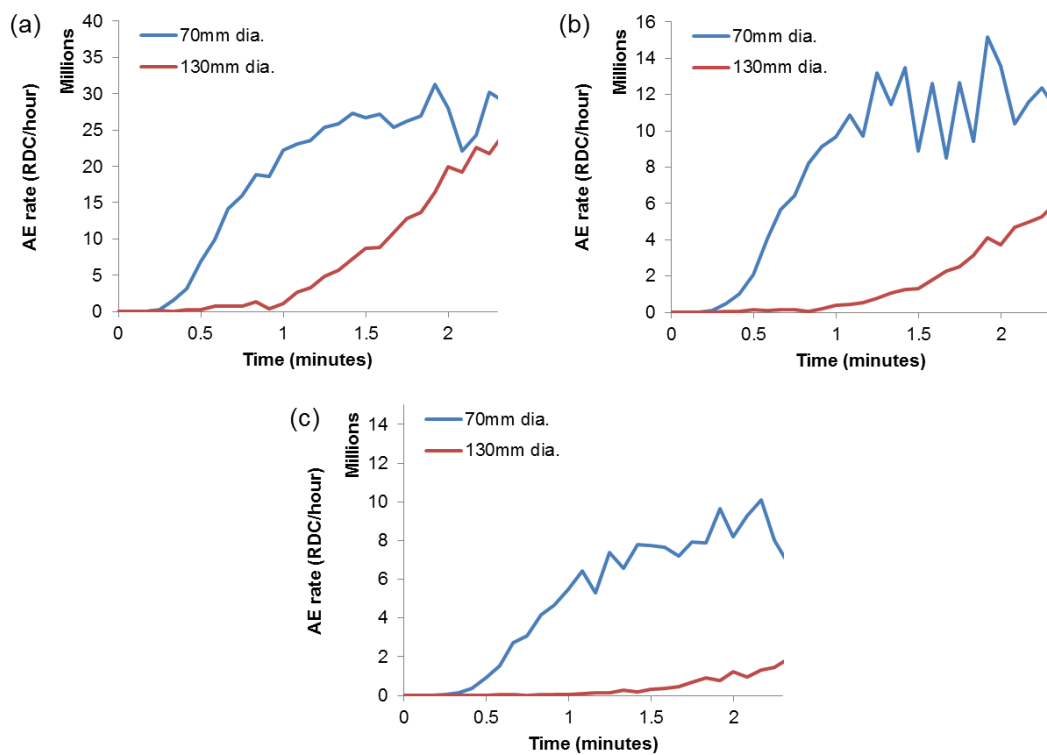 (a)
40
35
30
25
20
15
10
5
0
Millions
AE rate (RDC/hour)
70mm dia.
130mm dia.
0 0.5 1 1.5 2
Time (minutes)
(b)
16
14
12
10
8
6
4
2
0
Millions
AE rate (RDC/hour)
70mm dia.
130mm dia.
0 0.5 1 1.5 2
Time (minutes)
(c)
14
12
10
8
6
4
2
0
Millions
AE rate (RDC/hour)
70mm dia.
130mm dia.
0 0.5 1 1.5 2
Time (minutes)